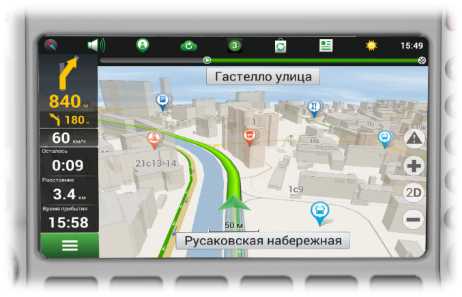 3
15:49
Гастелло улица
840 м
180 м
60 км/ч
Осталось
0:09
Расстояние
3.4 км
Время прибытия
15:58
21с13-14
1с9
2D
50 м
Русаковская набережная